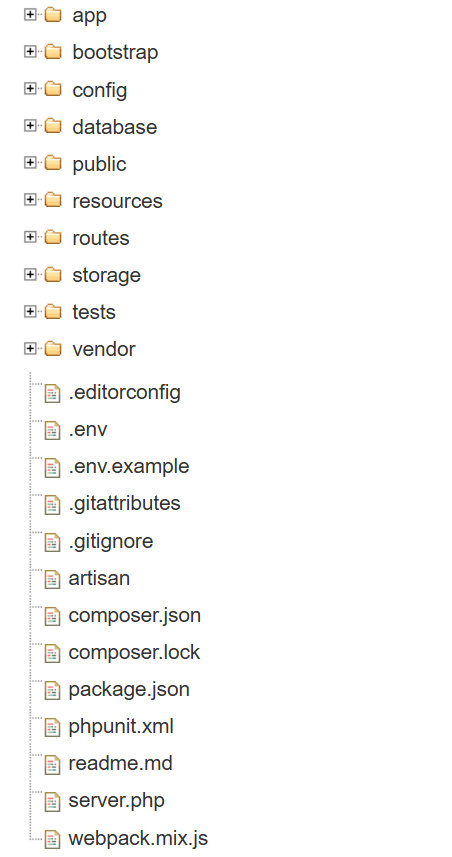 app
bootstrap
config
database
public
resources
routes
storage
tests
vendor
.editorconfig
.env
.env.example
.gitattributes
.gitignore
artisan
composer.json
composer.lock
package.json
phpunit.xml
readme.md
server.php
webpack.mix.js